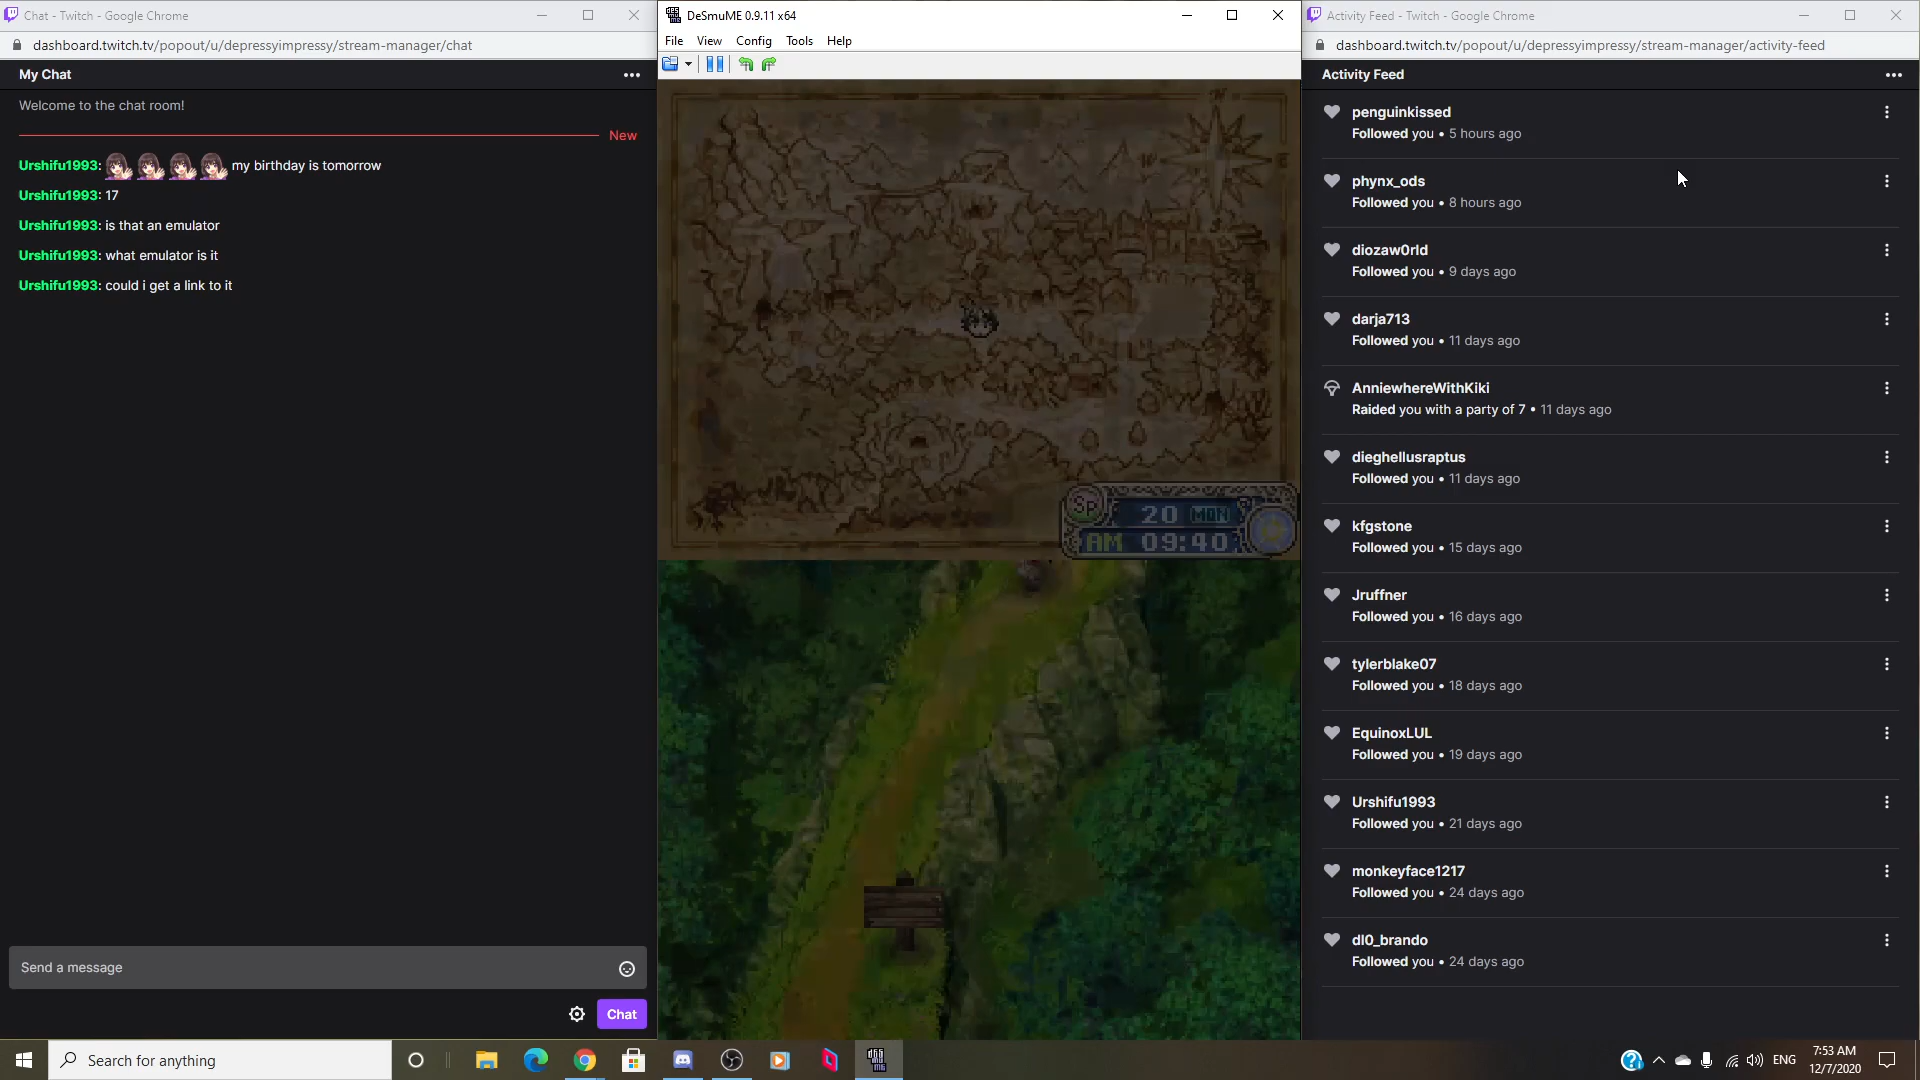 Chat - Twitch - Google Chrome
dashboard.twitch.tv/popout/u/depressyimpressy/stream-manager/chat
My Chat
Welcome to the chat room!
New
Urshifu1993: my birthday is tomorrow
Urshifu1993: 17
Urshifu1993: is that an emulator
Urshifu1993: what emulator is it
Urshifu1993: could i get a link to it
Send a message
Chat
DeSmuME 0.9.11 x64
File View Config Tools Help
N
W
E
SP 20 MON
AM 09:40
Activity Feed - Twitch - Google Chrome
dashboard.twitch.tv/popout/u/depressyimpressy/stream-manager/activity-feed
Activity Feed
penguinkissed
Followed you • 5 hours ago
phynx_ods
Followed you • 8 hours ago
diozaw0rld
Followed you • 9 days ago
darja713
Followed you • 11 days ago
AnniewhereWithKiki
Raided you with a party of 7 • 11 days ago
dieghellusraptus
Followed you • 11 days ago
kfgstone
Followed you • 15 days ago
Jruffner
Followed you • 16 days ago
tylerblake07
Followed you • 18 days ago
EquinoxLUL
Followed you • 19 days ago
Urshifu1993
Followed you • 21 days ago
monkeyface1217
Followed you • 24 days ago
dl0_brando
Followed you • 24 days ago
Search for anything
ENG
7:53 AM
12/7/2020